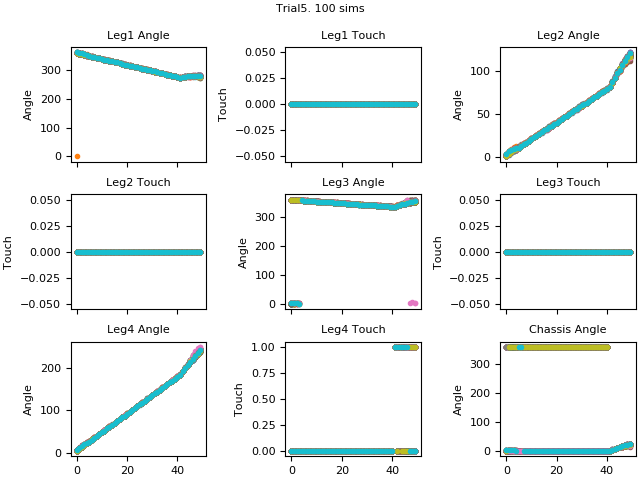 Trial5. 100 sims
Leg1 Angle
Leg1 Touch
Leg2 Angle
Angle
300
200
100
0
Touch
0.050
0.025
0.000
−0.025
−0.050
Angle
100
50
0
Leg2 Touch
Leg3 Angle
Leg3 Touch
Touch
0.050
0.025
0.000
−0.025
−0.050
Angle
300
200
100
0
Touch
0.050
0.025
0.000
−0.025
−0.050
Leg4 Angle
Leg4 Touch
Chassis Angle
Angle
200
100
0
0 20 40
Touch
1.00
0.75
0.50
0.25
0.00
0 20 40
Angle
300
200
100
0
0 20 40